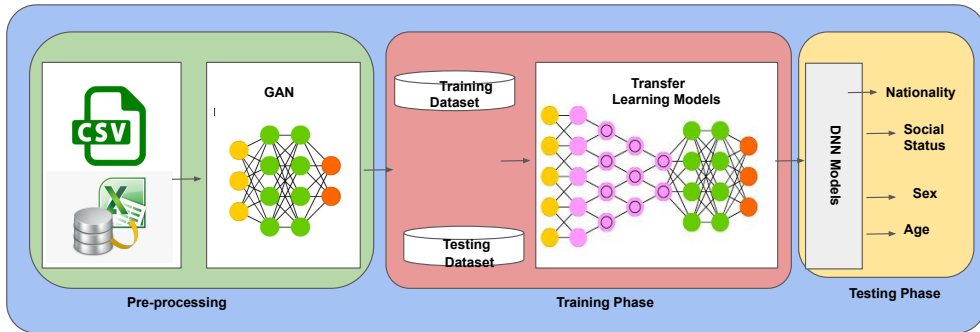 CSV
X
GAN
Training
Dataset
Testing
Dataset
Transfer
Learning Models
DNN Models
Nationality
Social
Status
Sex
Age
Pre-processing
Training Phase
Testing Phase